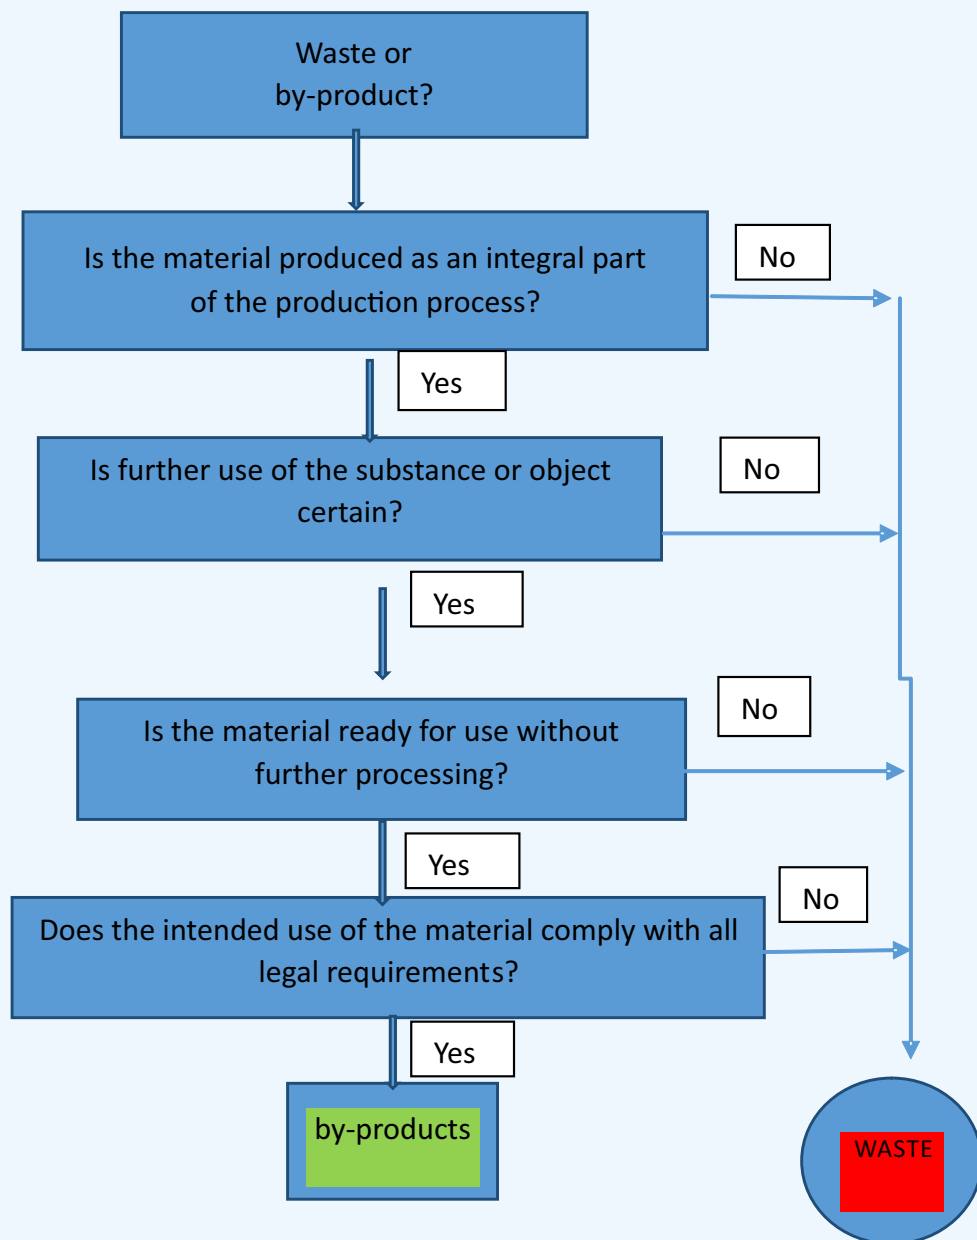 Waste or
by-product?
Is the material produced as an integral part
of the production process?
No
Yes
Is further use of the substance or object
certain?
No
Yes
Is the material ready for use without
further processing?
No
Yes
Does the intended use of the material comply with all
legal requirements?
No
Yes
by-products
WASTE